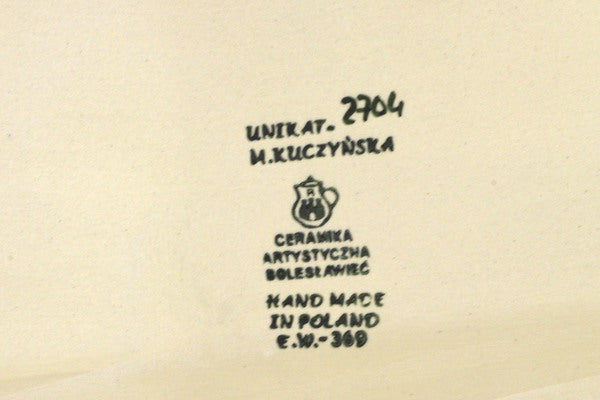 UNIKAT. 2704
M.KUCZYŃSKA
B
CERAMIKA
ARTYSTYCZNA
BOLESŁAWIEC
HAND MADE
IN POLAND
E.W.-369